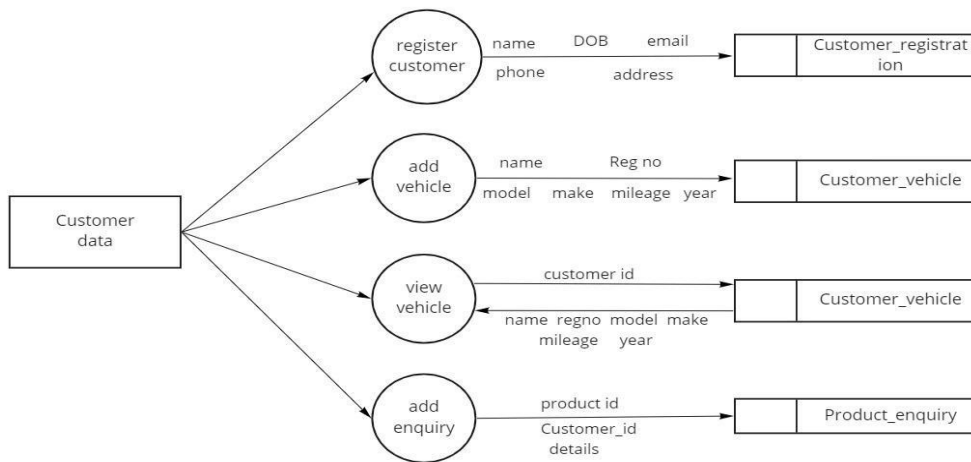 register
customer
name DOB email
phone address
Customer_registrat
ion
add
vehicle
name Reg no
model make mileage year
Customer_vehicle
Customer
data
view
vehicle
customer id
name regno model make
mileage year
Customer_vehicle
add
enquiry
product id
Customer_id
details
Product_enquiry